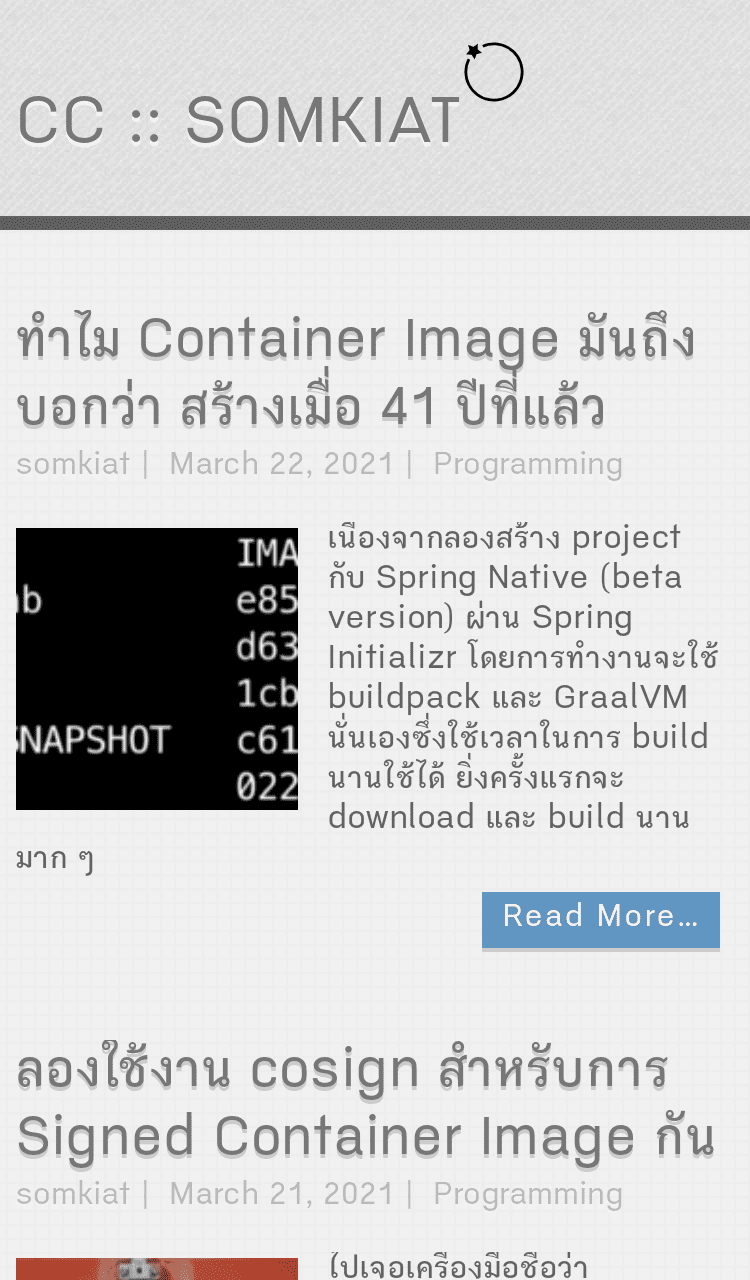 CC :: SOMKIAT
ทำไม Container Image มันถึง
บอกว่า สร้างเมื่อ 41 ปีที่แล้ว
somkiat | March 22, 2021 | Programming
IMA
e85
d63
1cb
SNAPSHOT c61
022
เนื่องจากลองสร้าง project
กับ Spring Native (beta
version) ผ่าน Spring
Initializr โดยการทำงานจะใช้
buildpack และ GraalVM
นั่นเองซึ่งใช้เวลาในการ build
นานใช้ได้ ยิ่งครั้งแรกจะ
download และ build นาน
มาก ๆ
Read More…
ลองใช้งาน cosign สำหรับการ
Signed Container Image กัน
somkiat | March 21, 2021 | Programming
ไปเจอเครื่องมือชื่อว่า